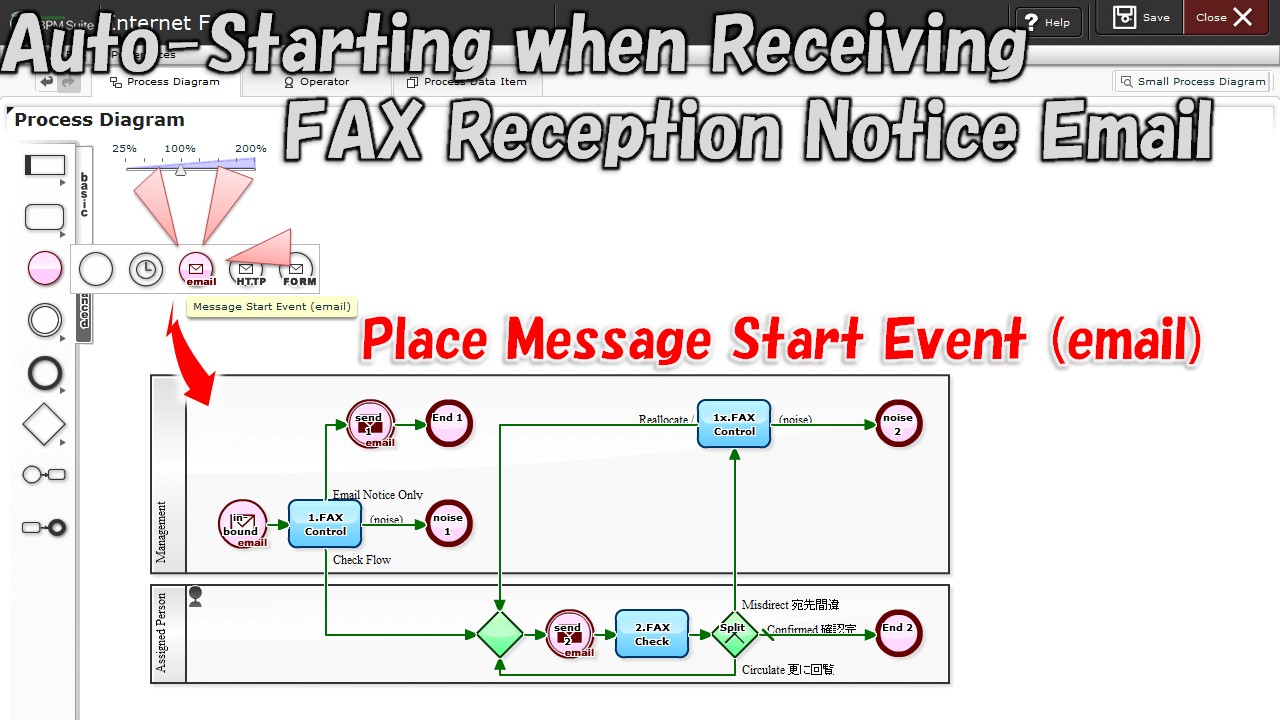 Auto-Starting when Receiving
FAX Reception Notice Email
BPM Suite
Internet F
Help
Save
Close
Process Diagram
Operator
Process Data Item
Small Process Diagram
Process Diagram
25%
100%
200%
basic
email
HTTP
FORM
Message Start Event (email)
Place Message Start Event (email)
Management
send
1
email
End 1
Reallocate /
1x.FAX
Control
(noise)
noise
2
Email Notice Only
in
bound
email
1.FAX
Control
(noise)
noise
1
Check Flow
Assigned Person
Misdirect 宛先間違
send
2
email
2.FAX
Check
Split
Confirmed 確認完
End 2
Circulate 更に回覧